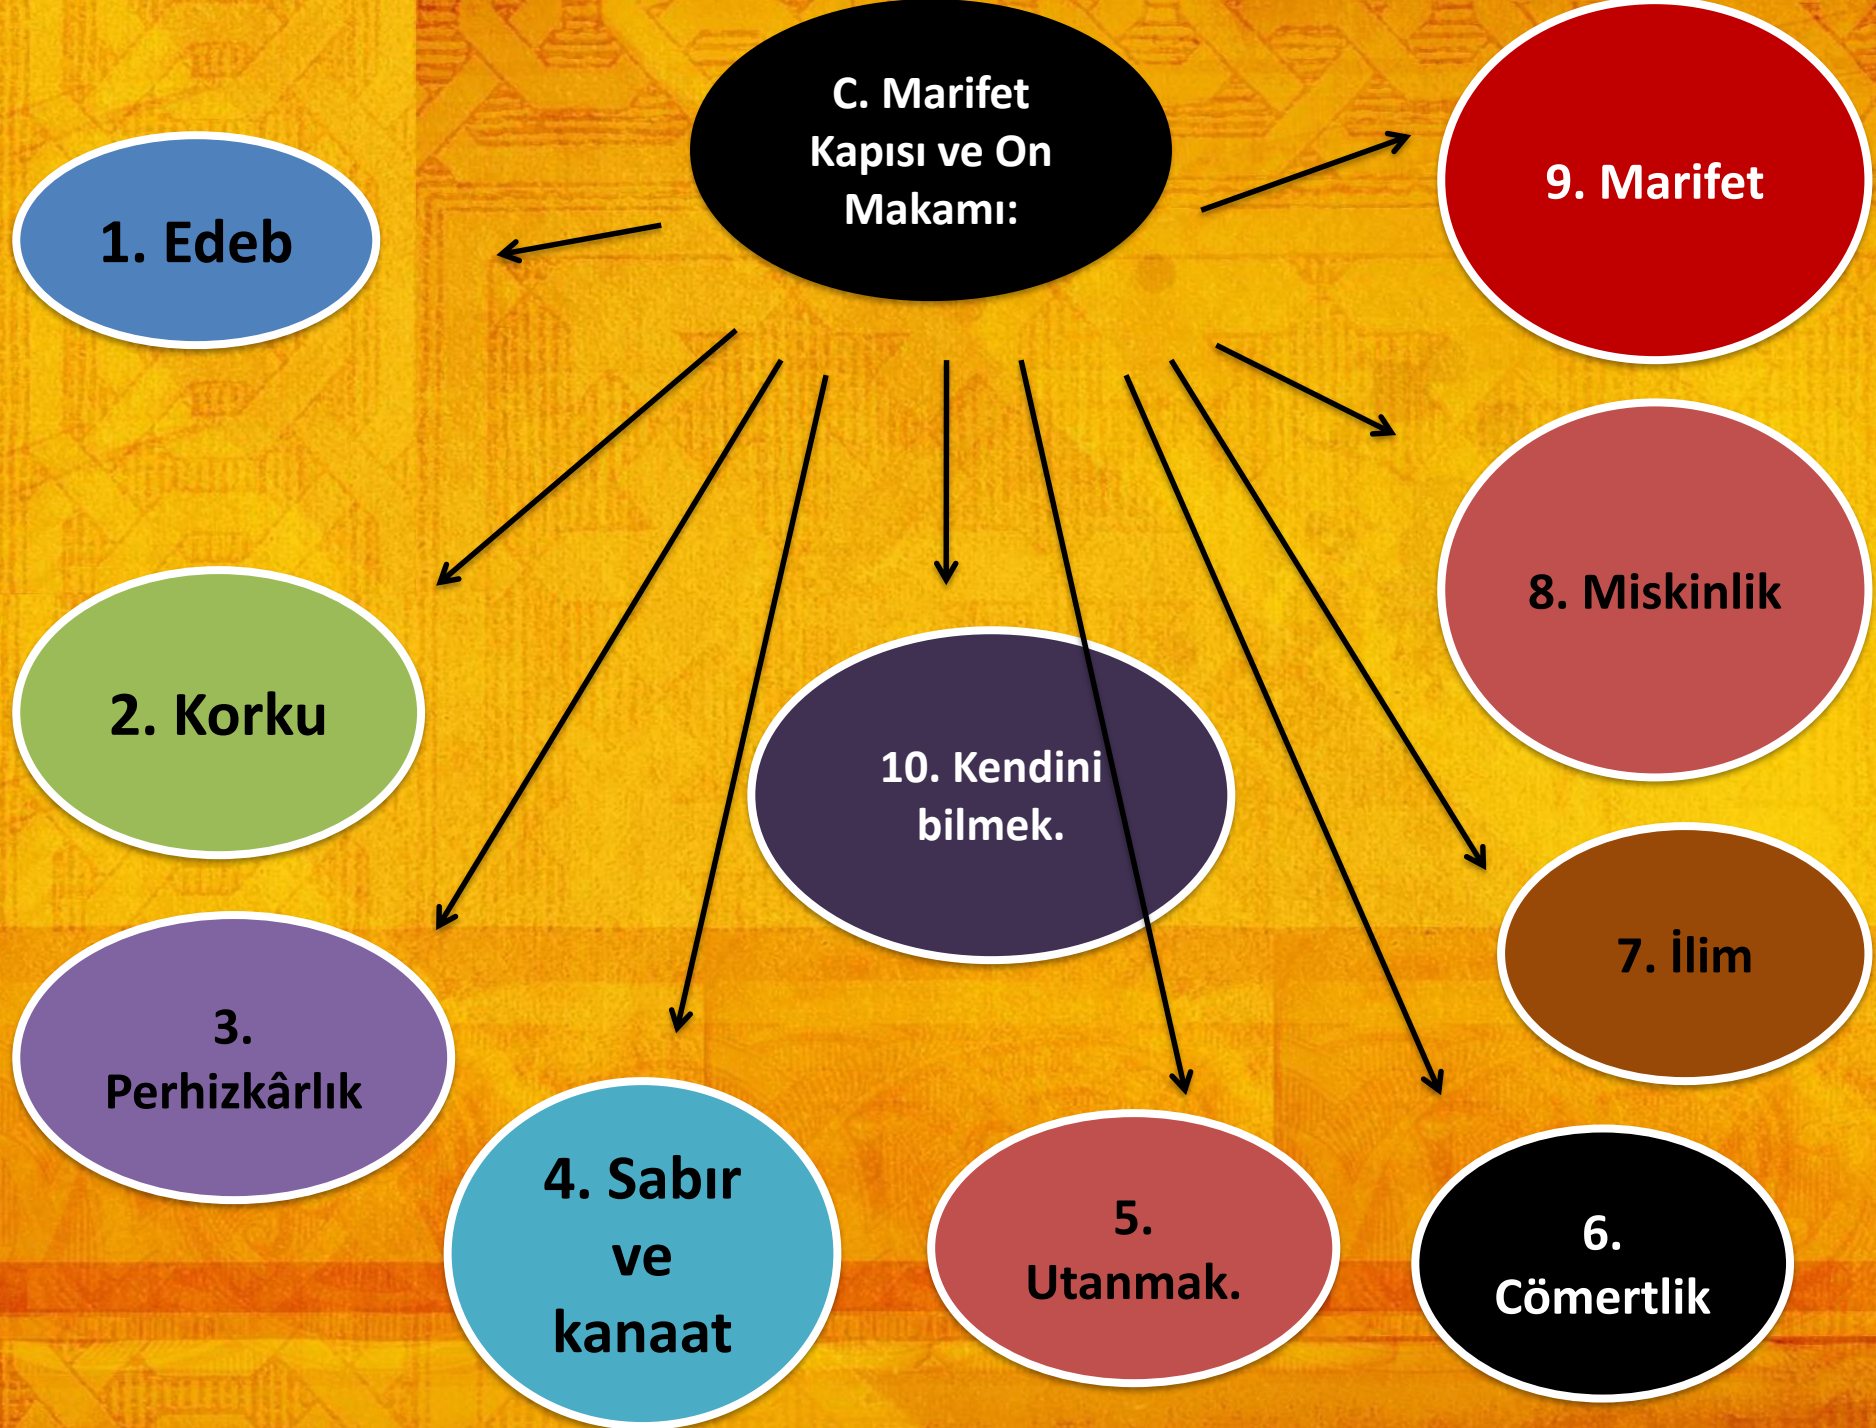 C. Marifet
Kapısı ve On
Makamı:
1. Edeb
2. Korku
3.
Perhizkârlık
4. Sabır
ve
kanaat
5.
Utanmak.
6.
Cömertlik
7. İlim
8. Miskinlik
9. Marifet
10. Kendini
bilmek.